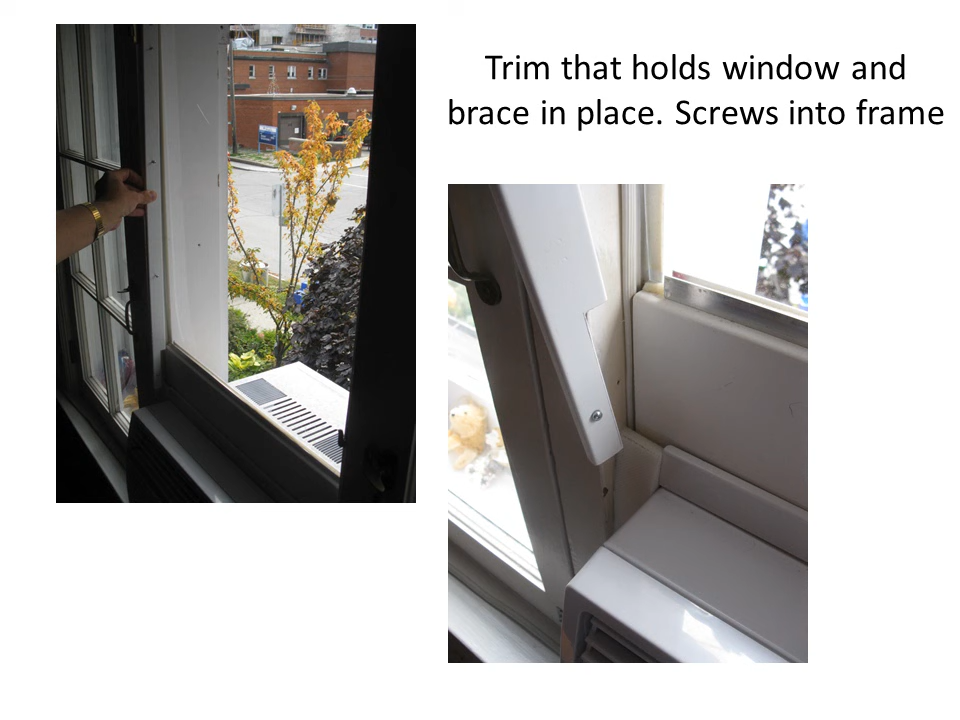 Trim that holds window and
brace in place. Screws into frame